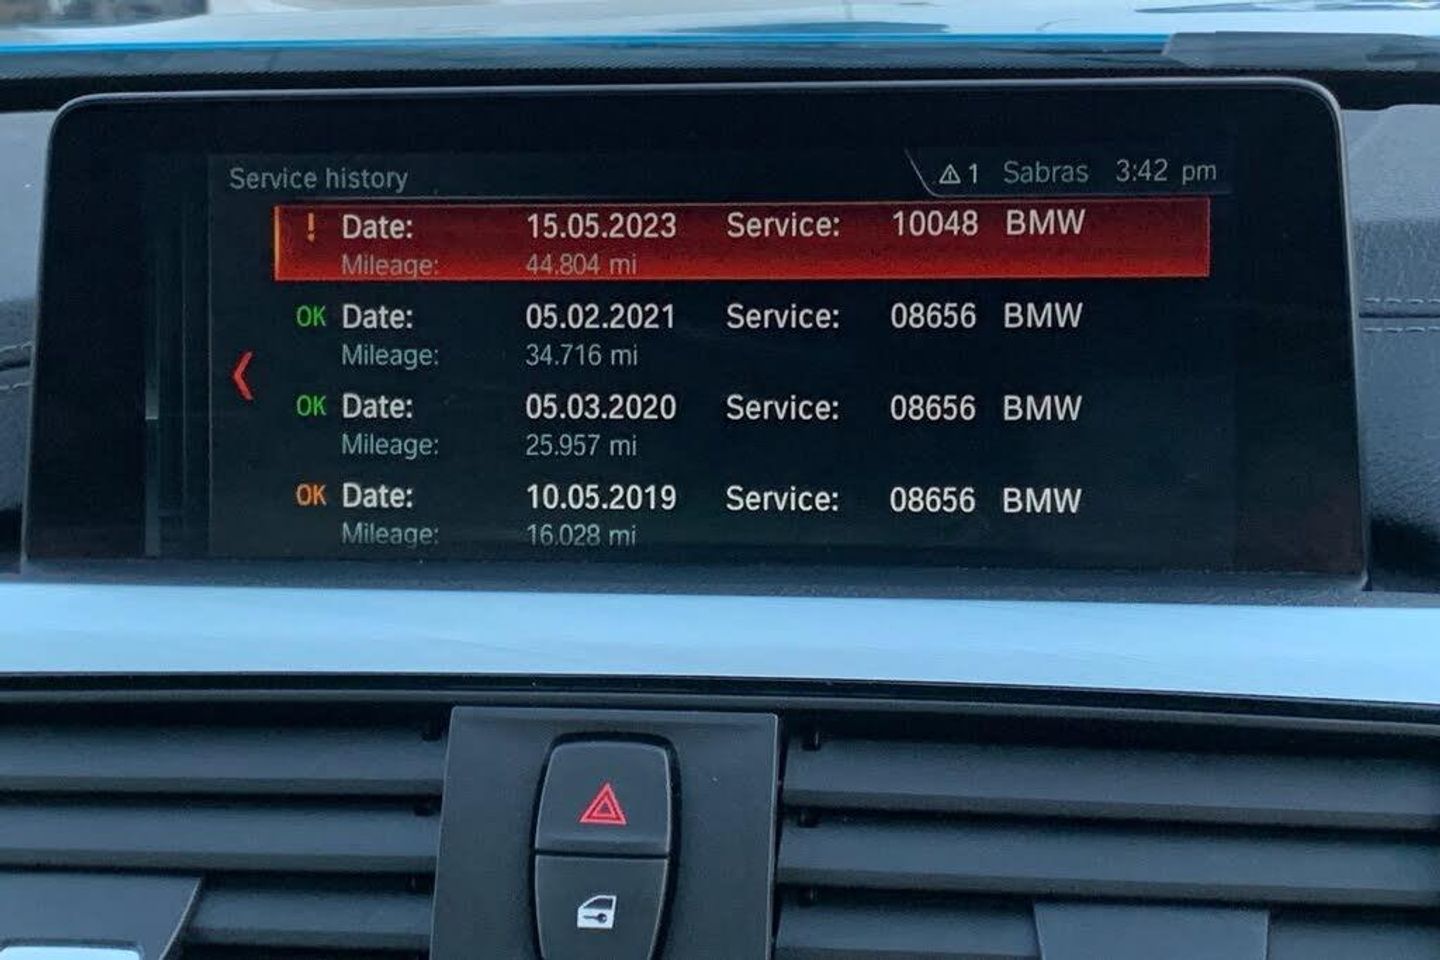 Service history
1 Sabras 3:42 pm
! Date: 15.05.2023 Service: 10048 BMW
Mileage: 44.804 mi
OK Date: 05.02.2021 Service: 08656 BMW
Mileage: 34.716 mi
OK Date: 05.03.2020 Service: 08656 BMW
Mileage: 25.957 mi
OK Date: 10.05.2019 Service: 08656 BMW
Mileage: 16.028 mi